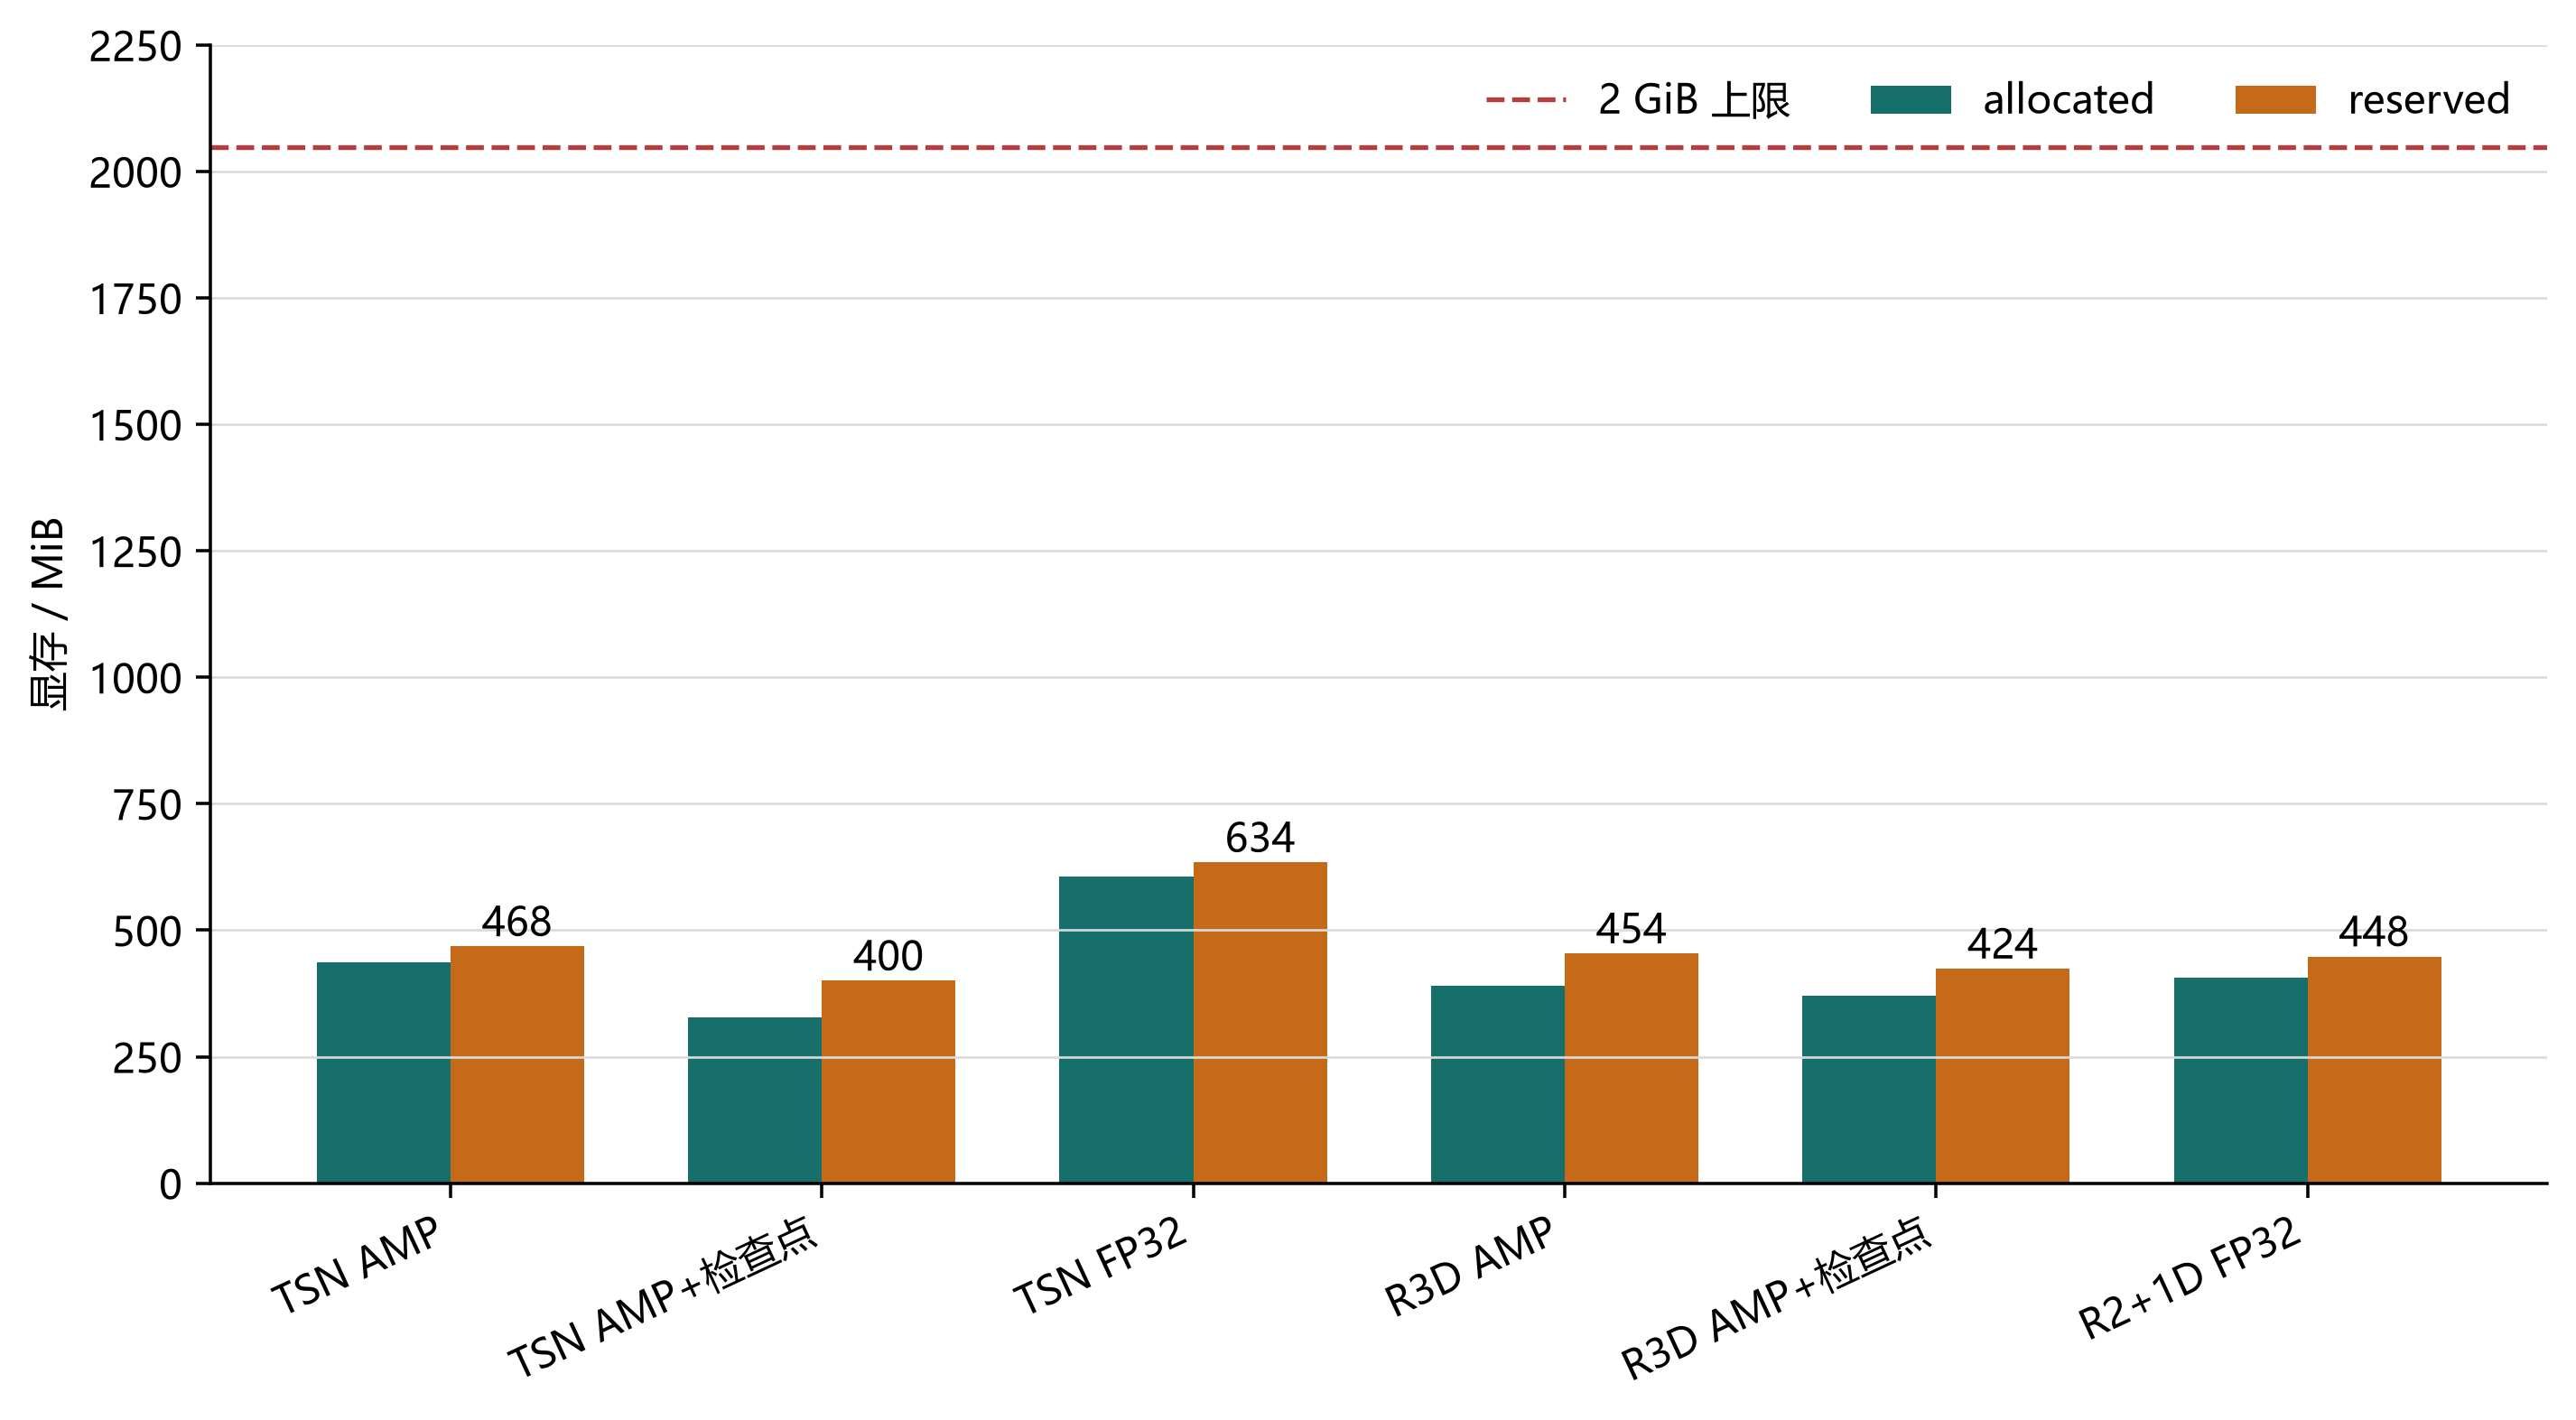 2 GiB 上限
allocated
reserved
显存 / MiB
2250
2000
1750
1500
1250
1000
750
500
250
0
468
400
634
454
424
448
TSN AMP
TSN AMP+检查点
TSN FP32
R3D AMP
R3D AMP+检查点
R2+1D FP32